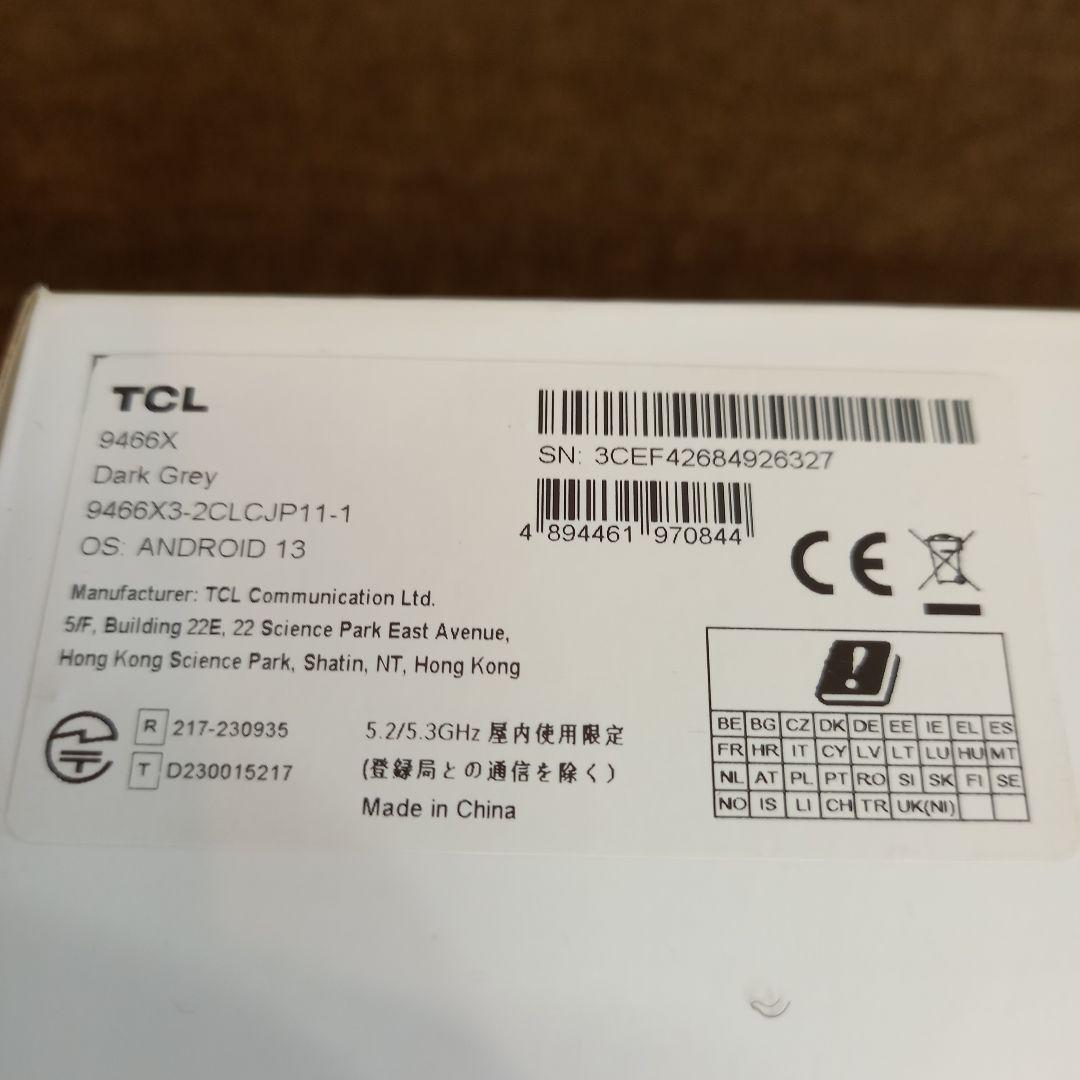 TCL
9466X
Dark Grey
9466X3-2CLCJP11-1
OS: ANDROID 13
SN: 3CEF42684926327
4 894461 970844
CE
Manufacturer: TCL Communication Ltd.
5/F, Building 22E, 22 Science Park East Avenue,
Hong Kong Science Park, Shatin, NT, Hong Kong
R 217-230935
T D230015217
5.2/5.3GHz 屋内使用限定
(登録局との通信を除く)
Made in China
!
BE BG CZ DK DE EE IE EL ES
FR HR IT CY LV LT LU HU MT
NL AT PL PT RO SI SK FI SE
NO IS LI CH TR UK(NI)